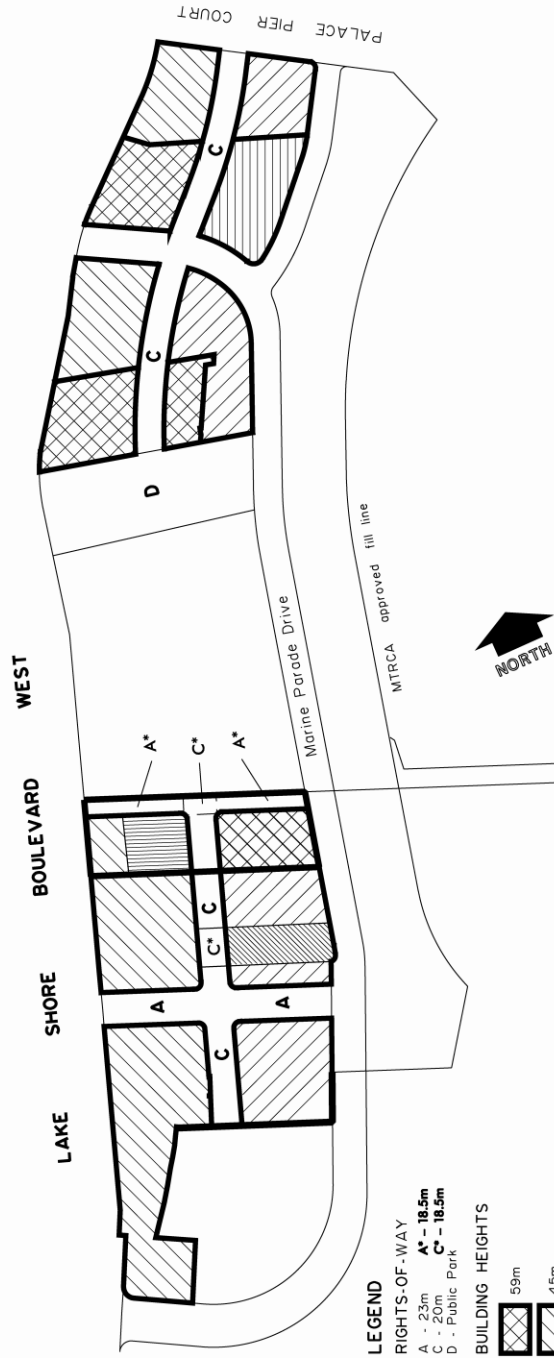 PALACE PIER COURT
LAKE SHORE BOULEVARD WEST
C
C
D
A*
C*
A*
C
C*
A
A
C
Marine Parade Drive
MTRCA approved fill line
NORTH
LEGEND
RIGHTS-OF-WAY
A - 23m A* - 18.5m
C - 20m C* - 18.5m
D - Public Park
BUILDING HEIGHTS
59m
45m